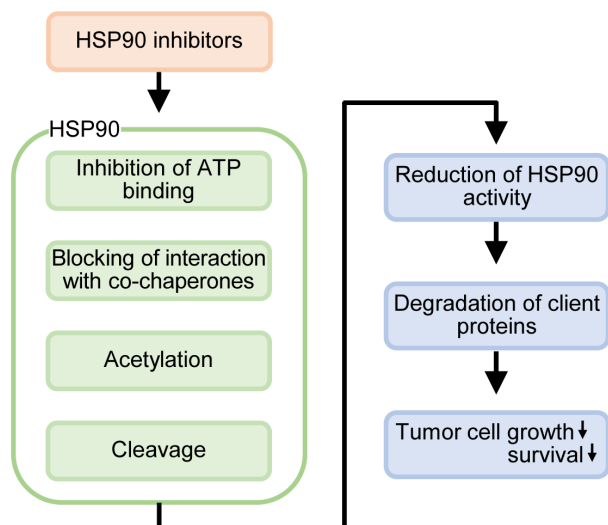 HSP90 inhibitors
HSP90
Inhibition of ATP
binding
Blocking of interaction
with co-chaperones
Acetylation
Cleavage
Reduction of HSP90
activity
Degradation of client
proteins
Tumor cell growth↓
survival↓